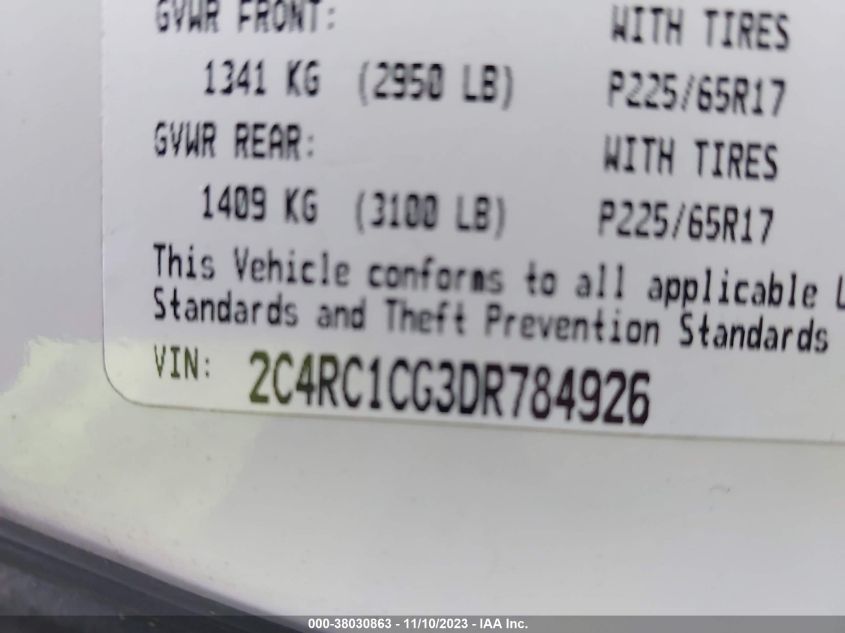 GVWR FRONT: WITH TIRES
1341 KG (2950 LB) P225/65R17
GVWR REAR: WITH TIRES
1409 KG (3100 LB) P225/65R17
This Vehicle conforms to all applicable U
Standards and Theft Prevention Standards
VIN: 2C4RC1CG3DR784926
000-38030863 - 11/10/2023 - IAA Inc.